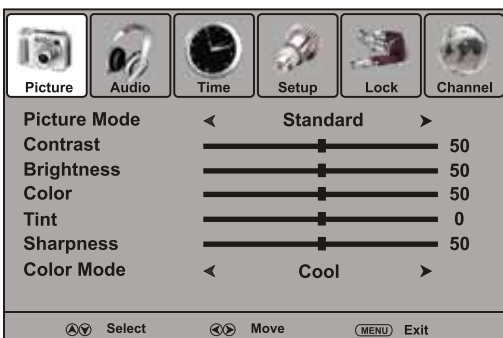 Picture Audio Time Setup Lock Channel
Picture Mode Standard
Contrast 50
Brightness 50
Color 50
Tint 0
Sharpness 50
Color Mode Cool
Select Move MENU Exit